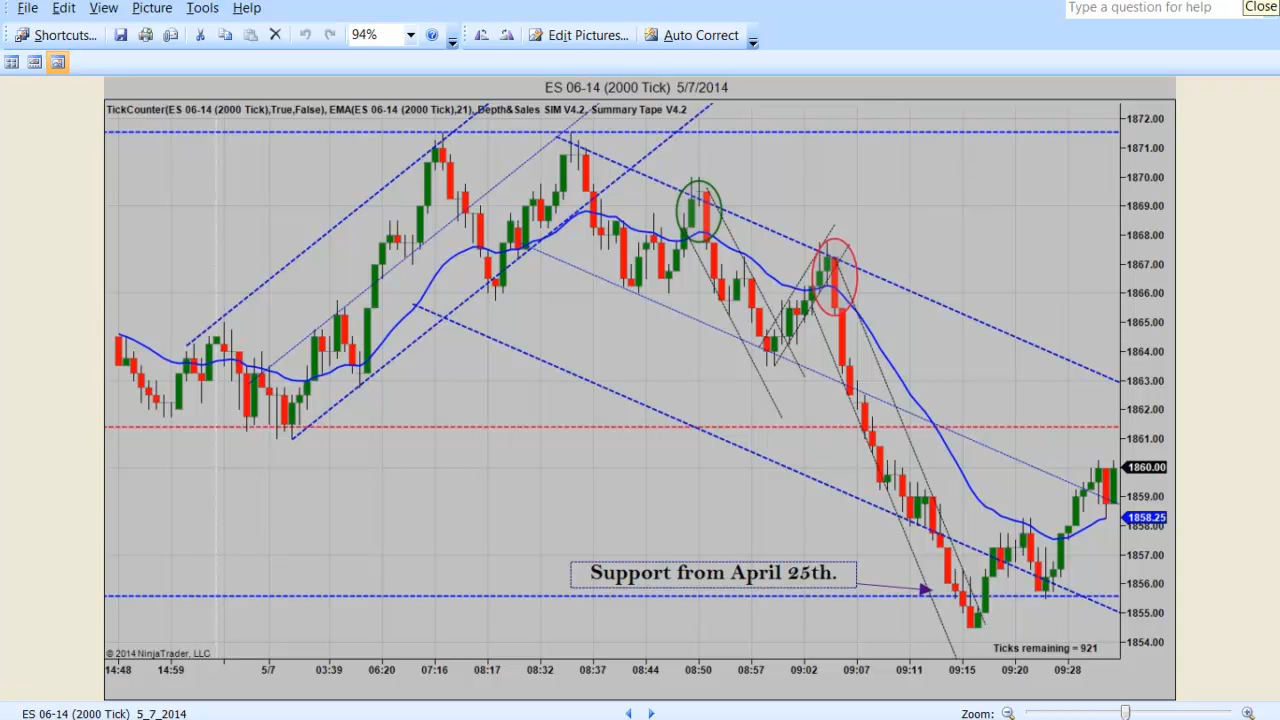 File Edit View Picture Tools Help
Type a question for help
Close
Shortcuts...
94%
Edit Pictures...
Auto Correct
ES 06-14 (2000 Tick) 5/7/2014
TickCounter(ES 06-14 (2000 Tick),True,False), EMA(ES 06-14 (2000 Tick),21), Depth&Sales SIM V4.2, Summary Tape V4.2
1872.00
1871.00
1870.00
1869.00
1868.00
1867.00
1866.00
1865.00
1864.00
1863.00
1862.00
1861.00
1860.00
1859.00
1858.25
1858.00
1857.00
1856.00
1855.00
1854.00
Support from April 25th.
© 2014 NinjaTrader, LLC
Ticks remaining = 921
14:48 14:59 5/7 03:39 06:20 07:16 08:17 08:32 08:37 08:50 08:57 09:02 09:07 09:11 09:15 09:20 09:28
ES 06-14 (2000 Tick) 5_7_2014
Zoom: